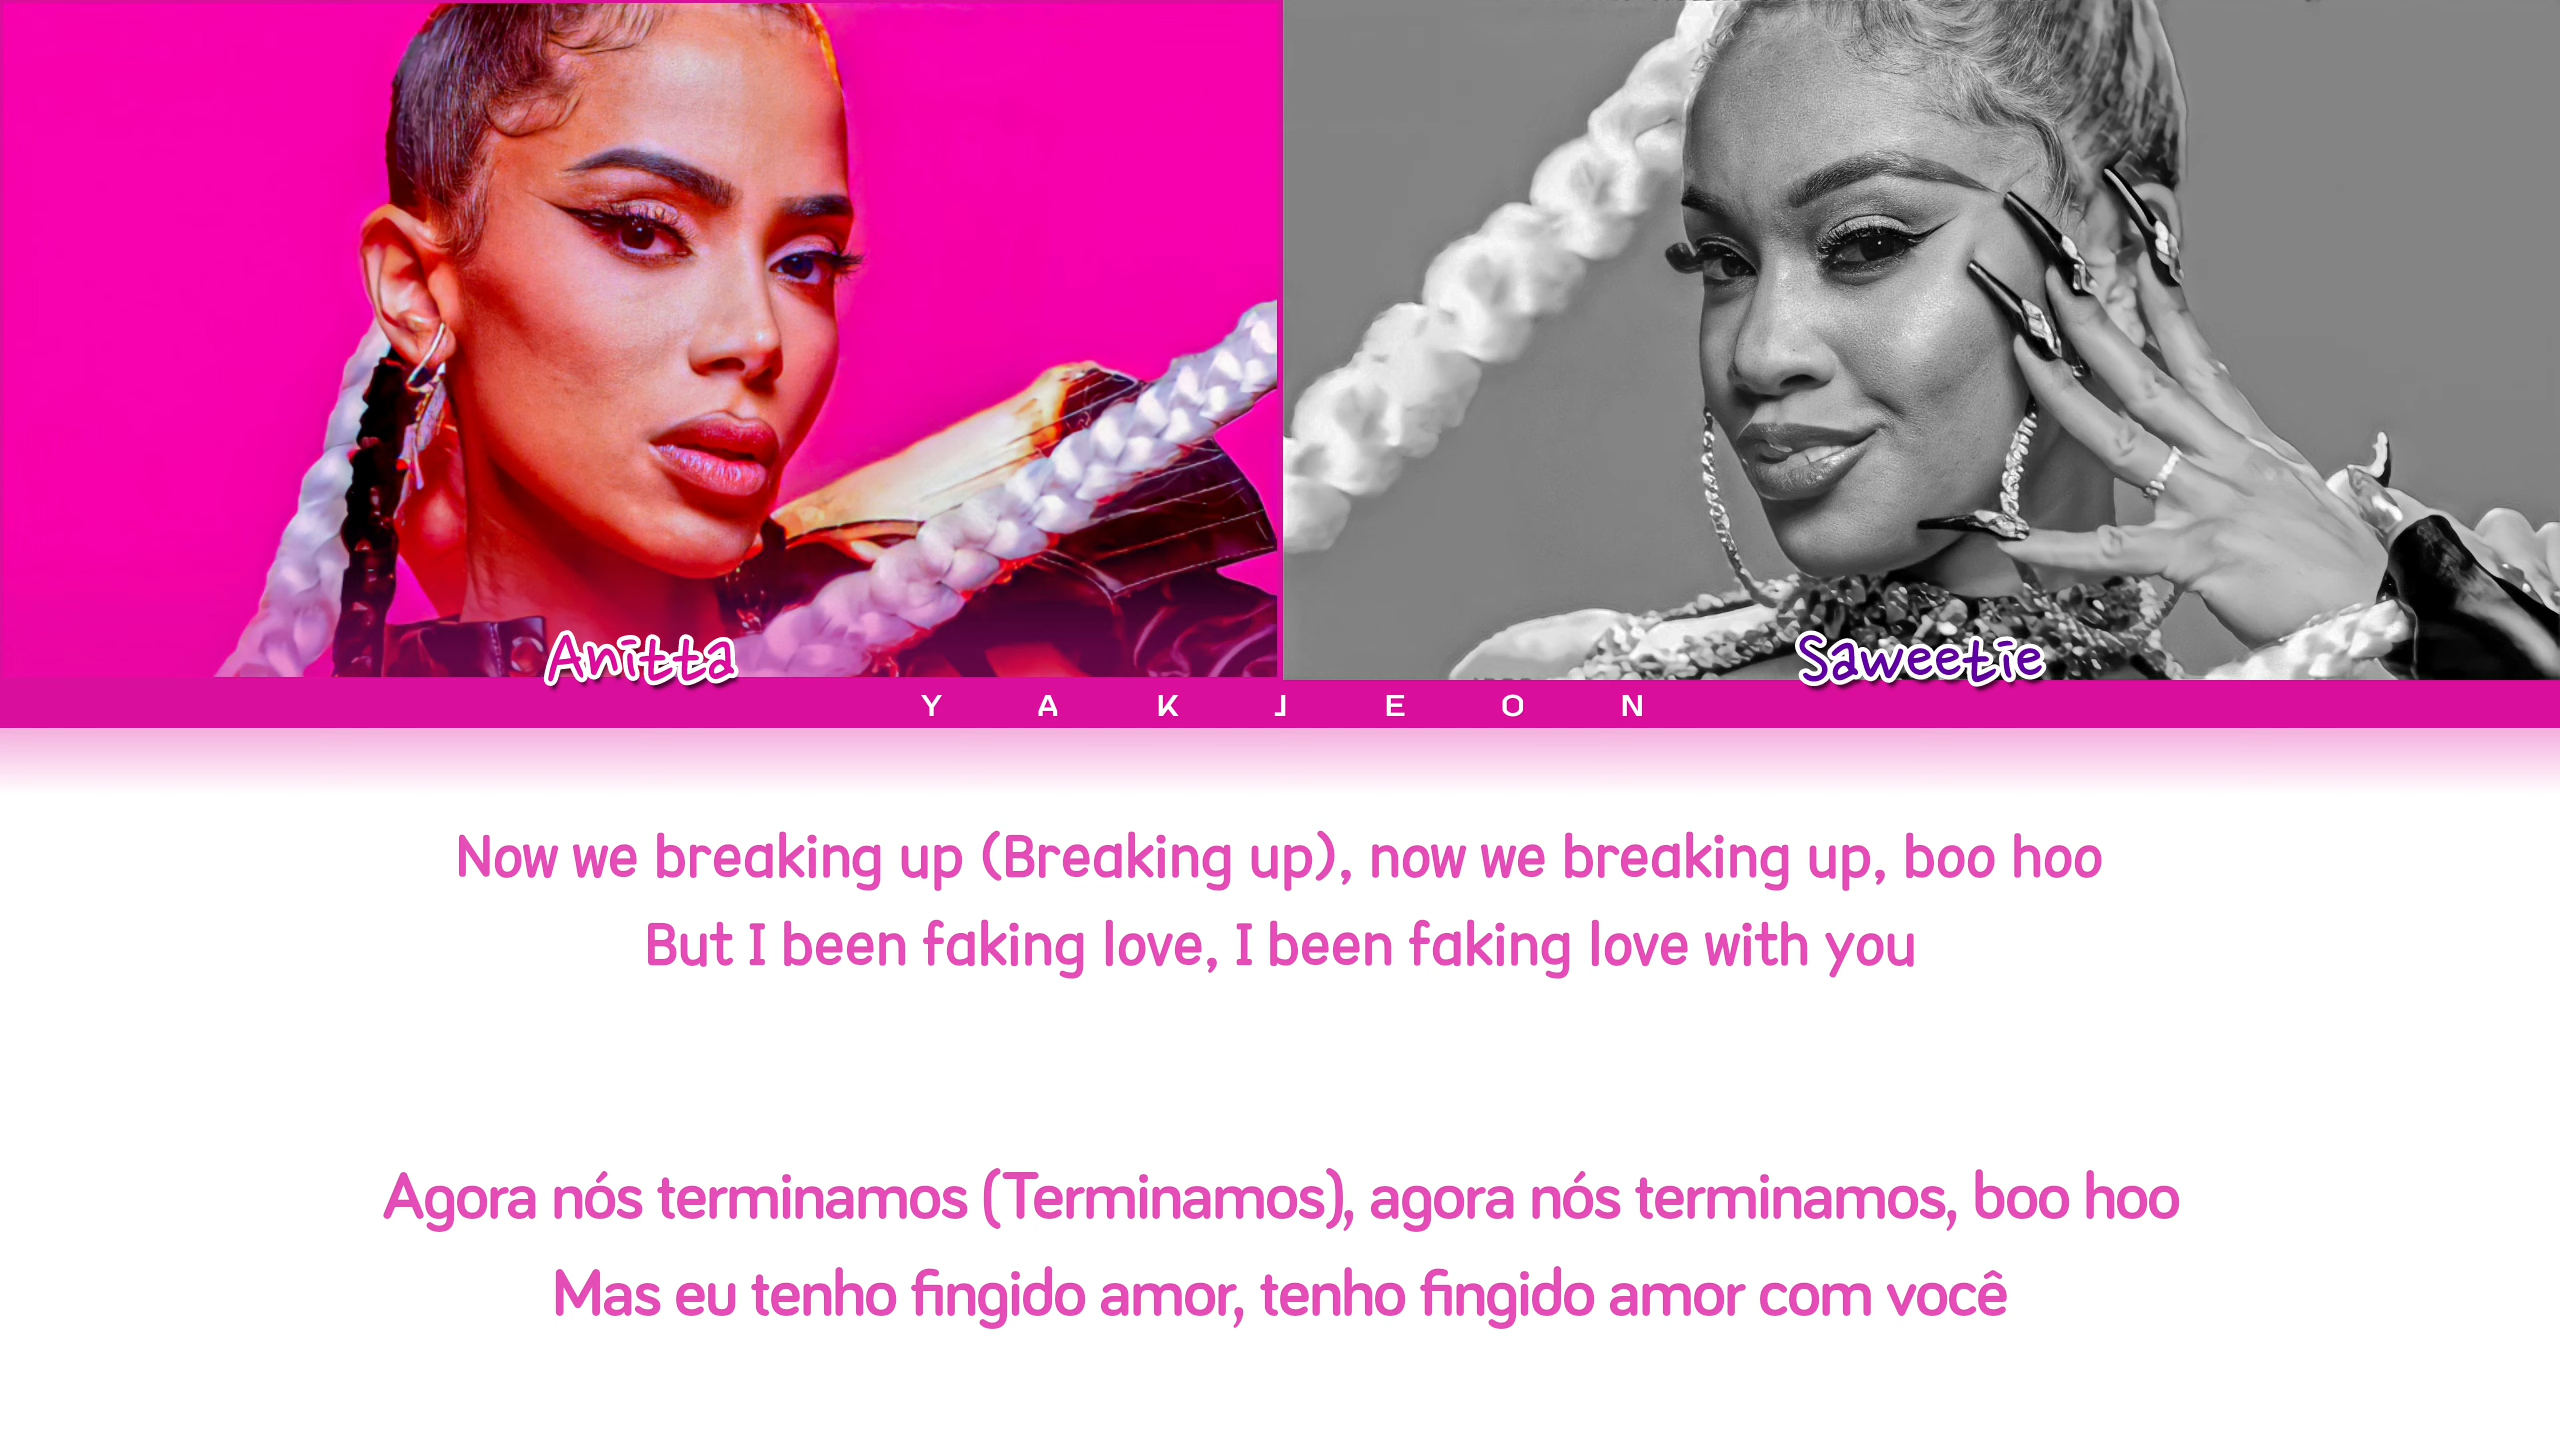 Anitta
Saweetie
YAKJEON
Now we breaking up (Breaking up), now we breaking up, boo hoo
But I been faking love, I been faking love with you
Agora nós terminamos (Terminamos), agora nós terminamos, boo hoo
Mas eu tenho fingido amor, tenho fingido amor com você